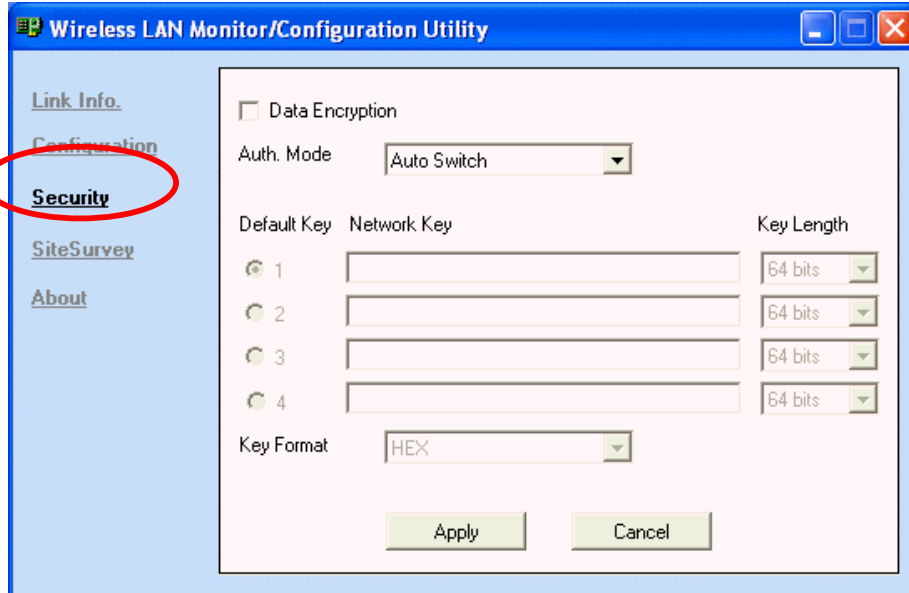 Wireless LAN Monitor/Configuration Utility
Link Info.
Configuration
Security
SiteSurvey
About
Data Encryption
Auth. Mode Auto Switch
Default Key Network Key Key Length
1 64 bits
2 64 bits
3 64 bits
4 64 bits
Key Format HEX
Apply Cancel